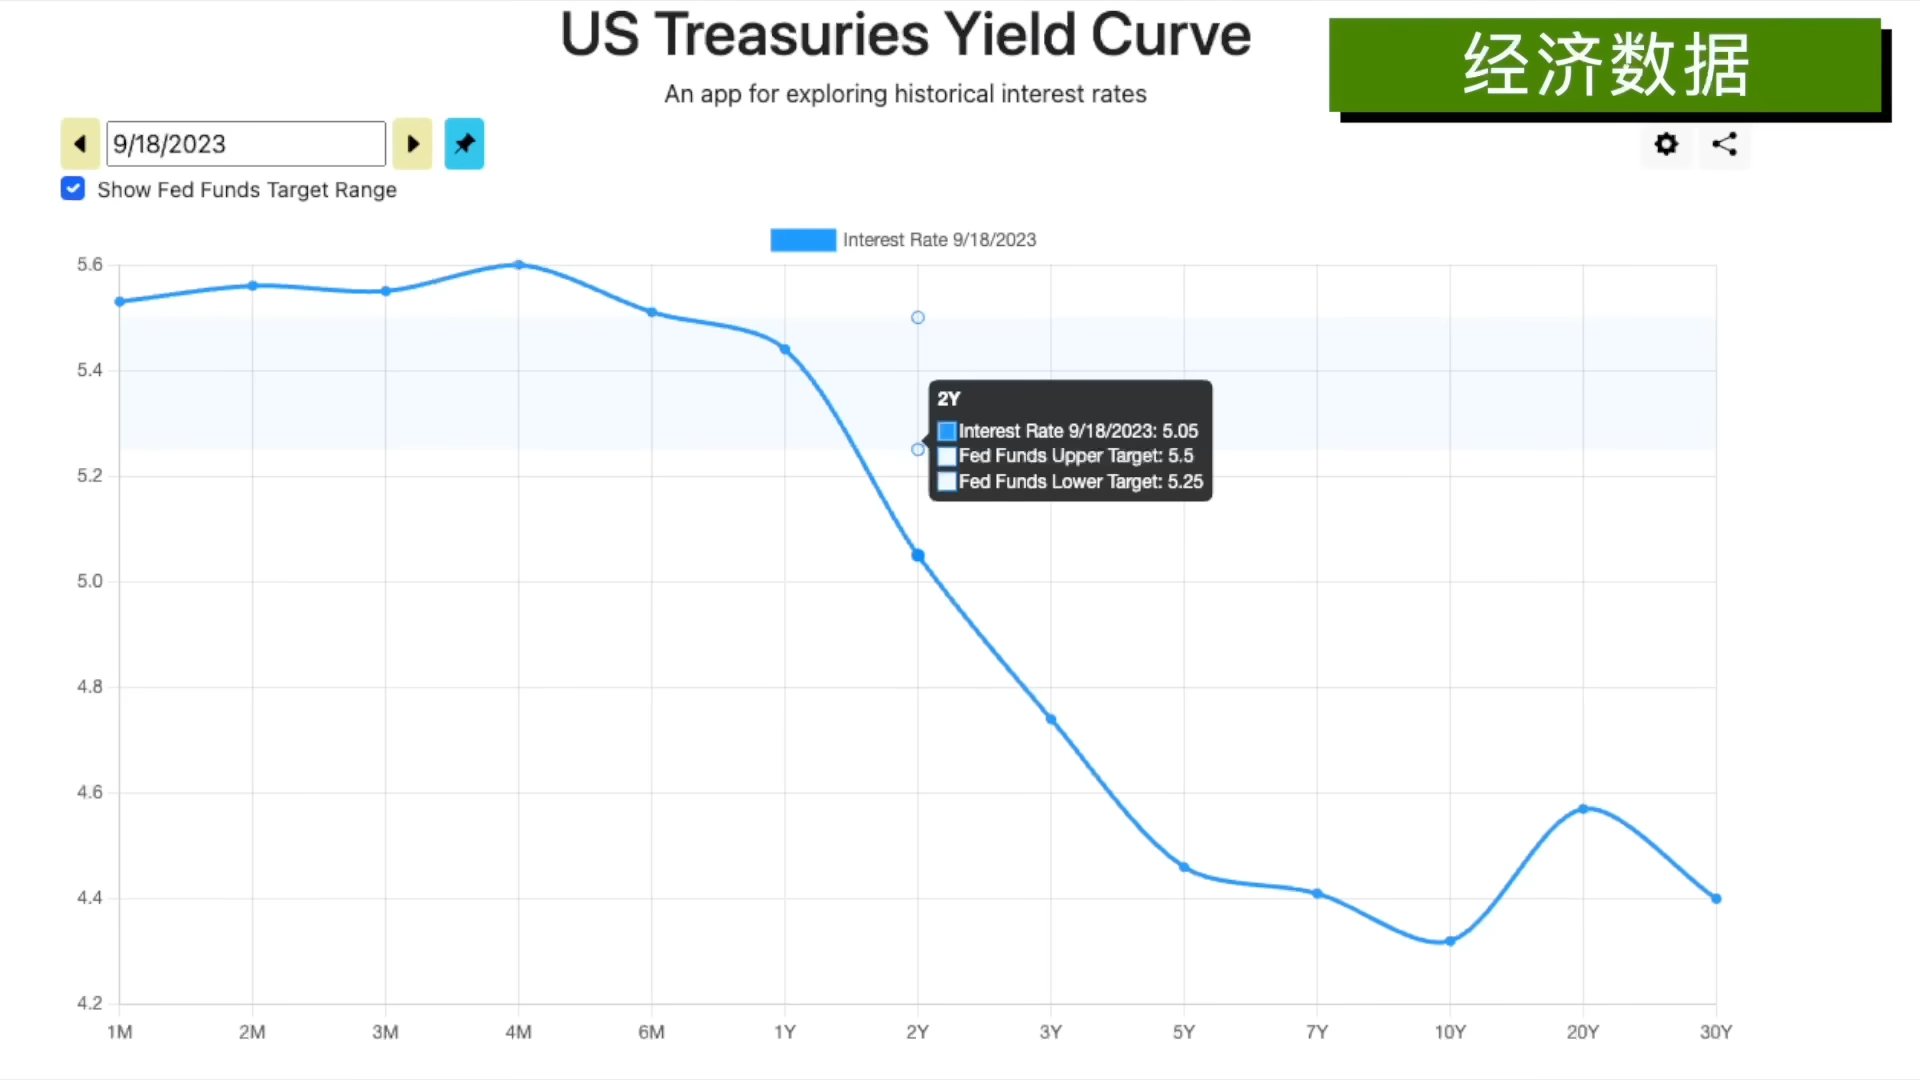 US Treasuries Yield Curve
经济数据
An app for exploring historical interest rates
9/18/2023
Show Fed Funds Target Range
Interest Rate 9/18/2023
5.6
5.4
5.2
5.0
4.8
4.6
4.4
4.2
2Y
Interest Rate 9/18/2023: 5.05
Fed Funds Upper Target: 5.5
Fed Funds Lower Target: 5.25
1M 2M 3M 4M 6M 1Y 2Y 3Y 5Y 7Y 10Y 20Y 30Y